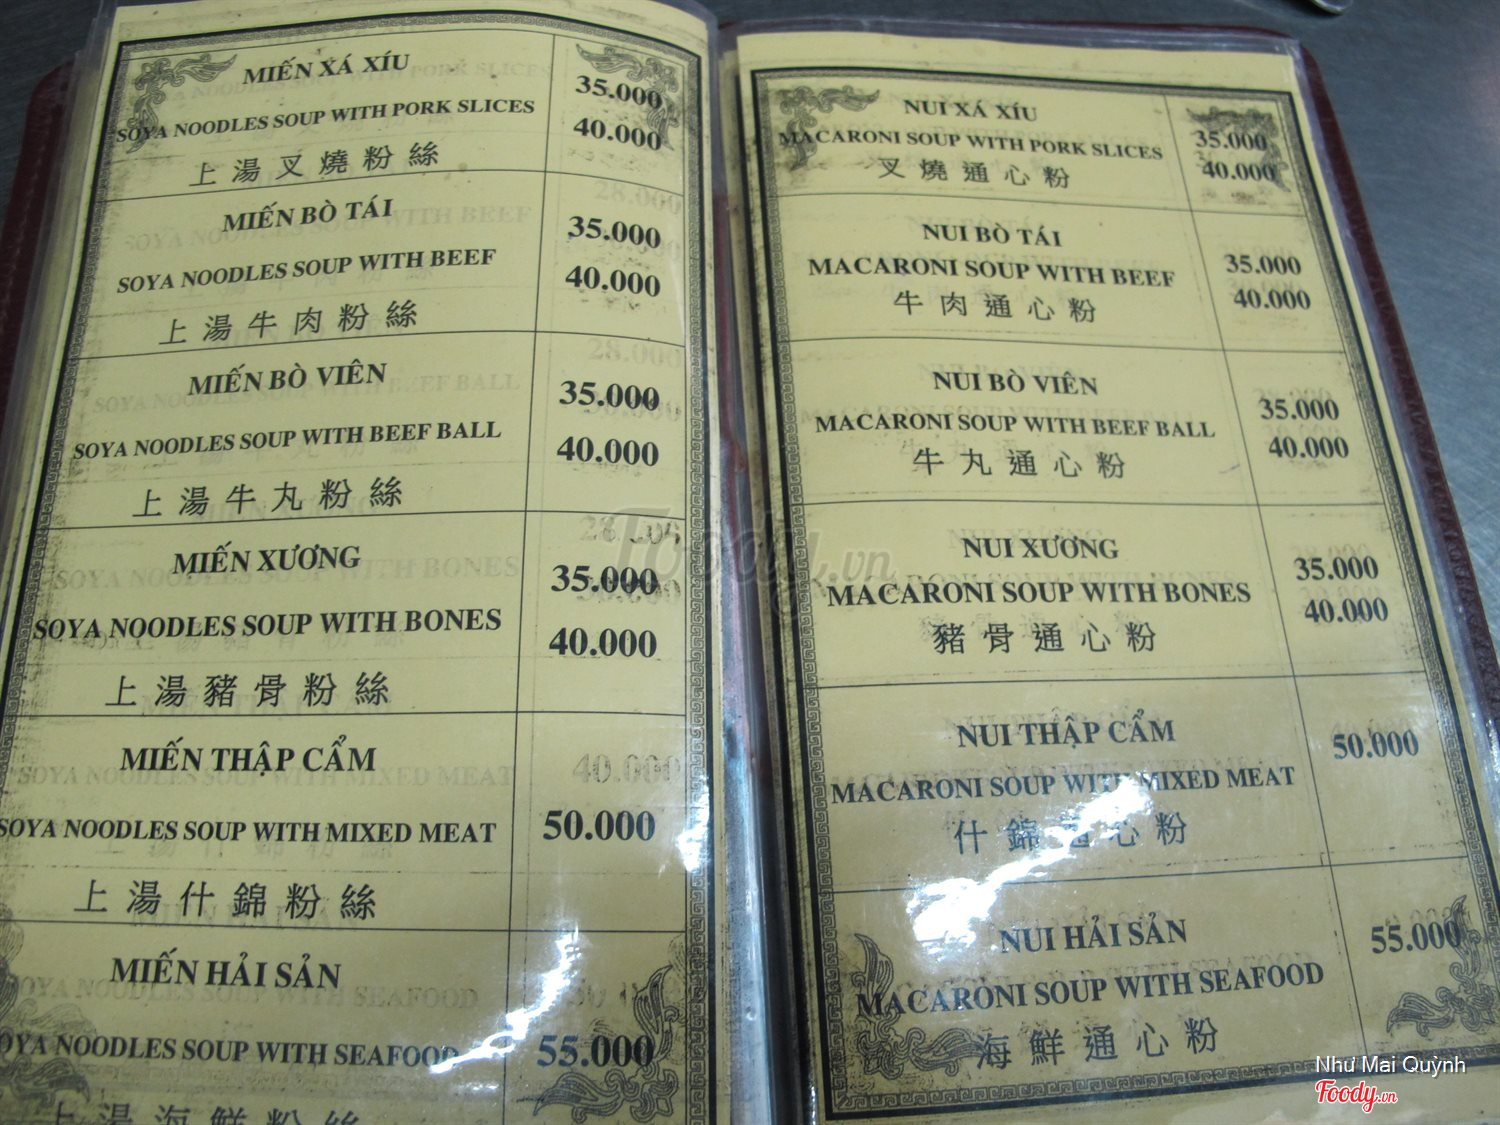 MIẾN XÁ XÍU
35.000
SOYA NOODLES SOUP WITH PORK SLICES
40.000
上湯叉燒粉絲
MIẾN BÒ TÁI
35.000
SOYA NOODLES SOUP WITH BEEF
40.000
上湯牛肉粉絲
MIẾN BÒ VIÊN
35.000
SOYA NOODLES SOUP WITH BEEF BALL
40.000
上湯牛丸粉絲
MIẾN XƯƠNG
35.000
SOYA NOODLES SOUP WITH BONES
40.000
上湯豬骨粉絲
MIẾN THẬP CẨM
SOYA NOODLES SOUP WITH MIXED MEAT
50.000
上湯什錦粉絲
MIẾN HẢI SẢN
SOYA NOODLES SOUP WITH SEAFOOD
55.000
上湯海鮮粉絲
NUI XÁ XÍU
35.000
MACARONI SOUP WITH PORK SLICES
40.000
叉燒通心粉
NUI BÒ TÁI
35.000
MACARONI SOUP WITH BEEF
40.000
牛肉通心粉
NUI BÒ VIÊN
35.000
MACARONI SOUP WITH BEEF BALL
40.000
牛丸通心粉
NUI XƯƠNG
35.000
MACARONI SOUP WITH BONES
40.000
豬骨通心粉
NUI THẬP CẨM
50.000
MACARONI SOUP WITH MIXED MEAT
什錦通心粉
NUI HẢI SẢN
55.000
MACARONI SOUP WITH SEAFOOD
海鮮通心粉
Foody.vn
Như Mai Quỳnh
Foody.vn